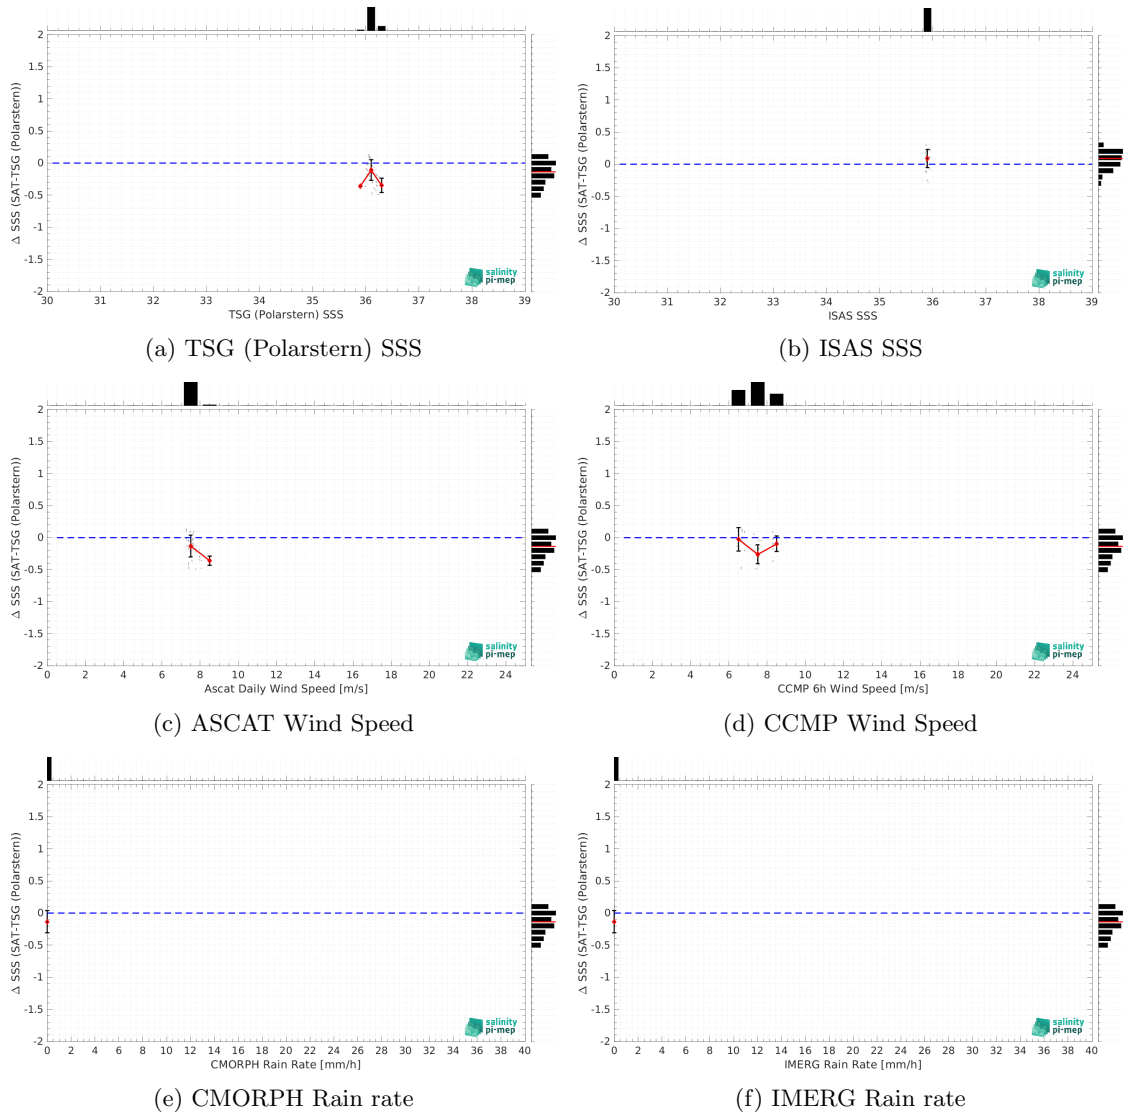 2
1.5
1
0.5
0
-0.5
-1
-1.5
-2
Δ SSS (SAT-TSG (Polarstern))
salinity
pi-mep
30 31 32 33 34 35 36 37 38 39
TSG (Polarstern) SSS
(a) TSG (Polarstern) SSS
2
1.5
1
0.5
0
-0.5
-1
-1.5
-2
Δ SSS (SAT-TSG (Polarstern))
salinity
pi-mep
30 31 32 33 34 35 36 37 38 39
ISAS SSS
(b) ISAS SSS
2
1.5
1
0.5
0
-0.5
-1
-1.5
-2
Δ SSS (SAT-TSG (Polarstern))
salinity
pi-mep
0 2 4 6 8 10 12 14 16 18 20 22 24
Ascat Daily Wind Speed [m/s]
(c) ASCAT Wind Speed
2
1.5
1
0.5
0
-0.5
-1
-1.5
-2
Δ SSS (SAT-TSG (Polarstern))
salinity
pi-mep
0 2 4 6 8 10 12 14 16 18 20 22 24
CCMP 6h Wind Speed [m/s]
(d) CCMP Wind Speed
2
1.5
1
0.5
0
-0.5
-1
-1.5
-2
Δ SSS (SAT-TSG (Polarstern))
salinity
pi-mep
0 2 4 6 8 10 12 14 16 18 20 22 24 26 28 30 32 34 36 38 40
CMORPH Rain Rate [mm/h]
(e) CMORPH Rain rate
2
1.5
1
0.5
0
-0.5
-1
-1.5
-2
Δ SSS (SAT-TSG (Polarstern))
salinity
pi-mep
0 2 4 6 8 10 12 14 16 18 20 22 24 26 28 30 32 34 36 38 40
IMERG Rain Rate [mm/h]
(f) IMERG Rain rate